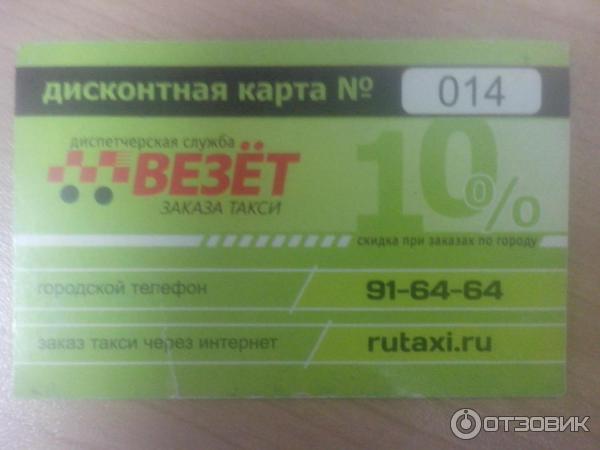 дисконтная карта № 014
диспетчерская служба
ВЕЗЁТ
ЗАКАЗА ТАКСИ
10%
скидка при заказах по городу
городской телефон 91-64-64
заказ такси через интернет rutaxi.ru
ОТЗОВИК